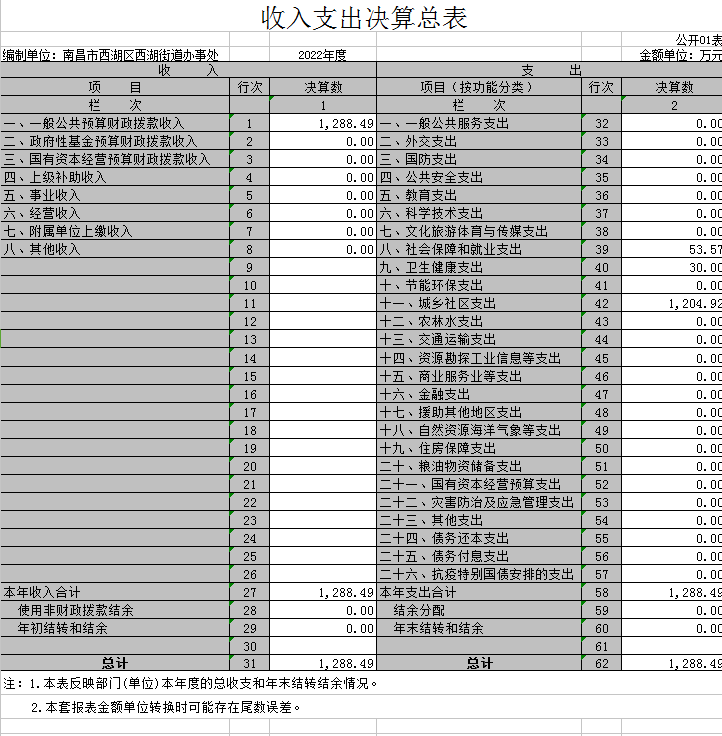 收入支出决算总表
公开01表
编制单位：南昌市西湖区西湖街道办事处 2022年度 金额单位：万元
收 入 支 出
项 目 行次 决算数 项目（按功能分类） 行次 决算数
栏 次 1 栏 次 2
一、一般公共预算财政拨款收入 1 1,288.49 一、一般公共服务支出 32 0.00
二、政府性基金预算财政拨款收入 2 0.00 二、外交支出 33 0.00
三、国有资本经营预算财政拨款收入 3 0.00 三、国防支出 34 0.00
四、上级补助收入 4 0.00 四、公共安全支出 35 0.00
五、事业收入 5 0.00 五、教育支出 36 0.00
六、经营收入 6 0.00 六、科学技术支出 37 0.00
七、附属单位上缴收入 7 0.00 七、文化旅游体育与传媒支出 38 0.00
八、其他收入 8 0.00 八、社会保障和就业支出 39 53.57
9 九、卫生健康支出 40 30.00
10 十、节能环保支出 41 0.00
11 十一、城乡社区支出 42 1,204.92
12 十二、农林水支出 43 0.00
13 十三、交通运输支出 44 0.00
14 十四、资源勘探工业信息等支出 45 0.00
15 十五、商业服务业等支出 46 0.00
16 十六、金融支出 47 0.00
17 十七、援助其他地区支出 48 0.00
18 十八、自然资源海洋气象等支出 49 0.00
19 十九、住房保障支出 50 0.00
20 二十、粮油物资储备支出 51 0.00
21 二十一、国有资本经营预算支出 52 0.00
22 二十二、灾害防治及应急管理支出 53 0.00
23 二十三、其他支出 54 0.00
24 二十四、债务还本支出 55 0.00
25 二十五、债务付息支出 56 0.00
26 二十六、抗疫特别国债安排的支出 57 0.00
本年收入合计 27 1,288.49 本年支出合计 58 1,288.49
使用非财政拨款结余 28 0.00 结余分配 59 0.00
年初结转和结余 29 0.00 年末结转和结余 60 0.00
30 61
总计 31 1,288.49 总计 62 1,288.49
注：1.本表反映部门(单位)本年度的总收支和年末结转结余情况。
2.本套报表金额单位转换时可能存在尾数误差。